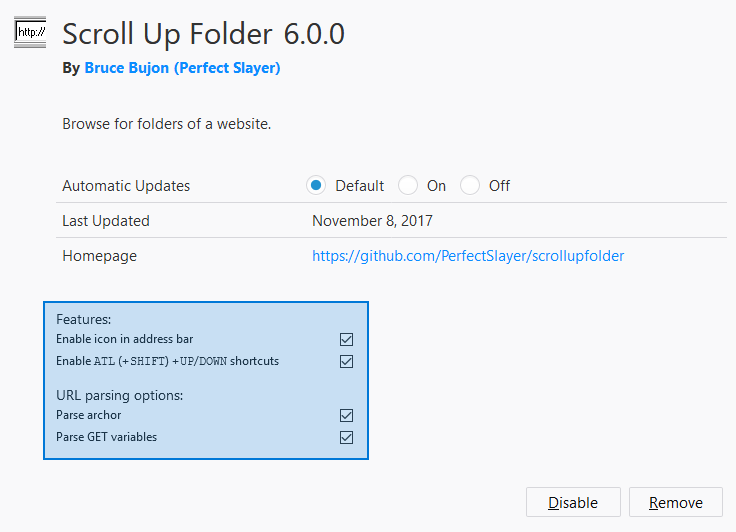 http://
Scroll Up Folder 6.0.0
By Bruce Bujon (Perfect Slayer)
Browse for folders of a website.
Automatic Updates Default On Off
Last Updated November 8, 2017
Homepage https://github.com/PerfectSlayer/scrollupfolder
Features:
Enable icon in address bar
Enable ATL (+SHIFT) +UP/DOWN shortcuts
URL parsing options:
Parse archor
Parse GET variables
Disable Remove